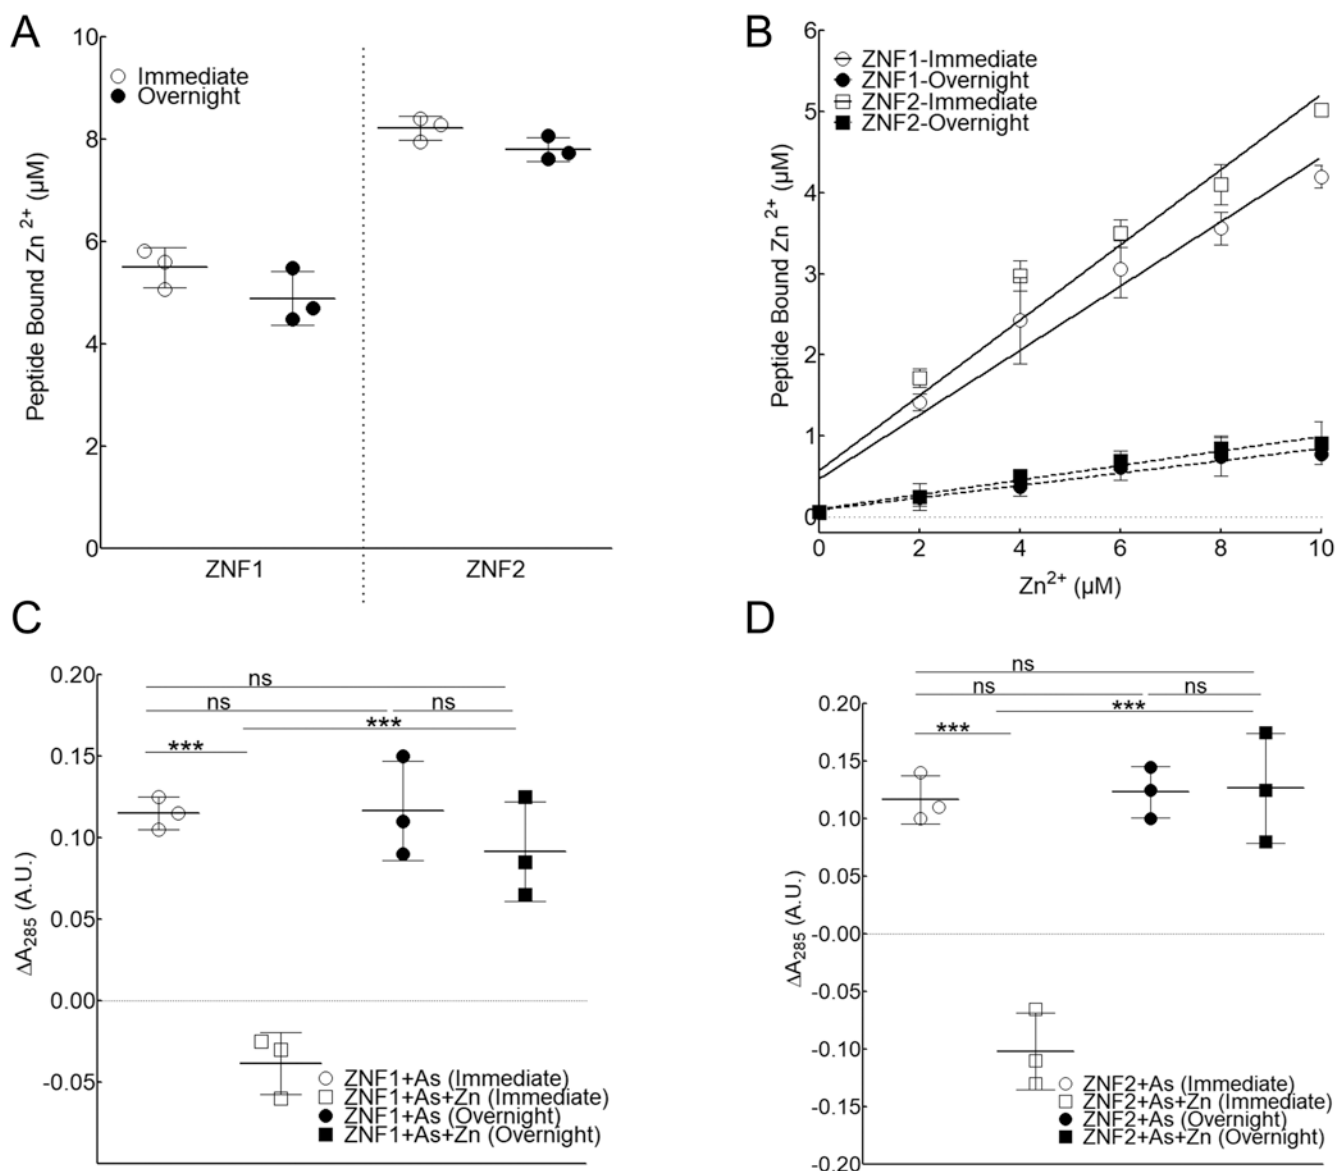 A
10
8
6
4
2
0
Peptide Bound Zn 2+ (µM)
Immediate
Overnight
ZNF1
ZNF2
B
6
5
4
3
2
1
0
Peptide Bound Zn 2+ (µM)
ZNF1-Immediate
ZNF1-Overnight
ZNF2-Immediate
ZNF2-Overnight
0 2 4 6 8 10
Zn2+ (µM)
C
0.20
0.15
0.10
0.05
0.00
-0.05
ΔA285 (A.U.)
ns
ns ns
***
***
ZNF1+As (Immediate)
ZNF1+As+Zn (Immediate)
ZNF1+As (Overnight)
ZNF1+As+Zn (Overnight)
D
0.20
0.15
0.10
0.05
-0.00
-0.05
-0.10
-0.15
-0.20
ΔA285 (A.U.)
ns
ns ns
***
***
ZNF2+As (Immediate)
ZNF2+As+Zn (Immediate)
ZNF2+As (Overnight)
ZNF2+As+Zn (Overnight)